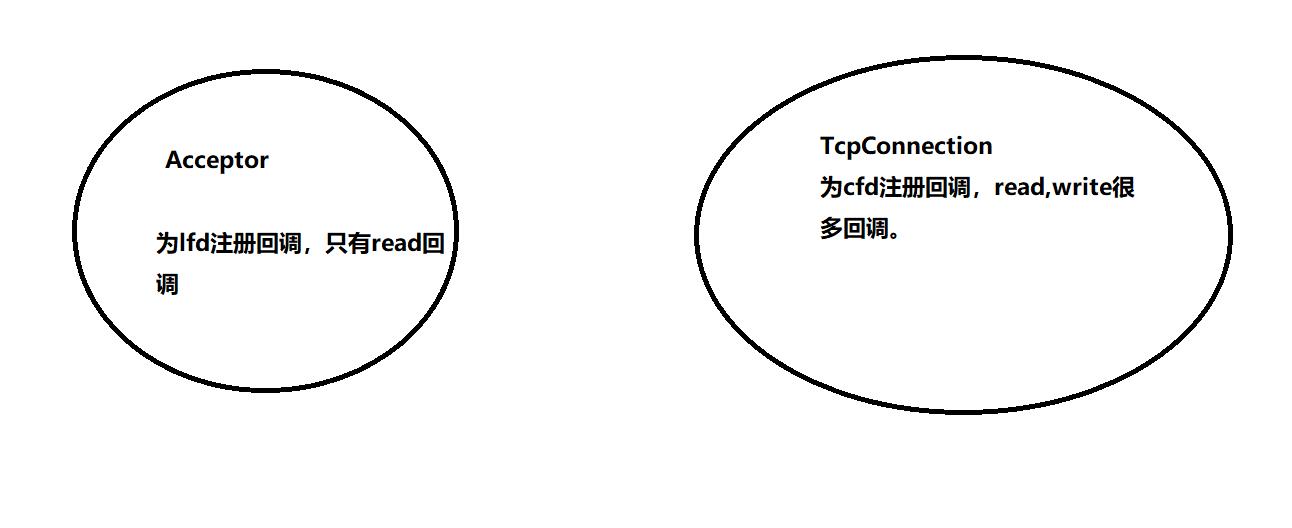 Acceptor
为lfd注册回调，只有read回
调
TcpConnection
为cfd注册回调，read,write很
多回调。